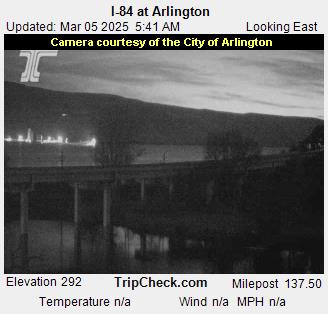 I-84 at Arlington
Updated: Mar 05 2025  5:41 AM Looking East
Camera courtesy of the City of Arlington
Elevation 292 TripCheck.com Milepost 137.50
Temperature n/a Wind n/a MPH n/a